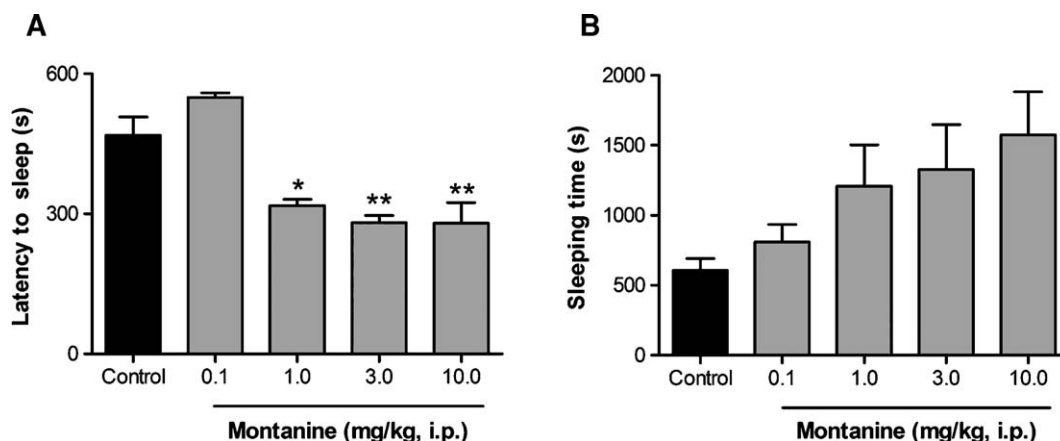 A
Latency to sleep (s)
600
300
0
*
**
**
Control 0.1 1.0 3.0 10.0
Montanine (mg/kg, i.p.)
B
Sleeping time (s)
2000
1500
1000
500
0
Control 0.1 1.0 3.0 10.0
Montanine (mg/kg, i.p.)